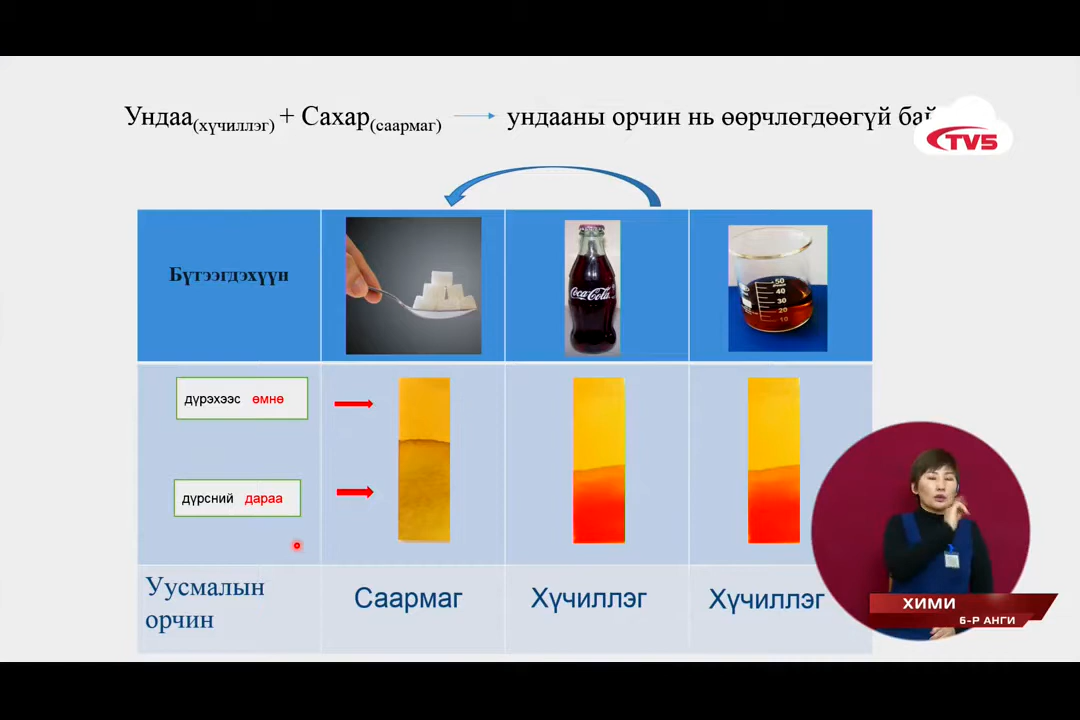 Ундаа(хүчиллэг) + Сахар(саармаг) → ундааны орчин нь өөрчлөгдөөгүй бай
TV5
Бүтээгдэхүүн
Coca-Cola
50
40
30
20
10
дүрэхээс өмнө
дүрсний дараа
Уусмалын
орчин
Саармаг
Хүчиллэг
Хүчиллэг
ХИМИ
6-Р АНГИ